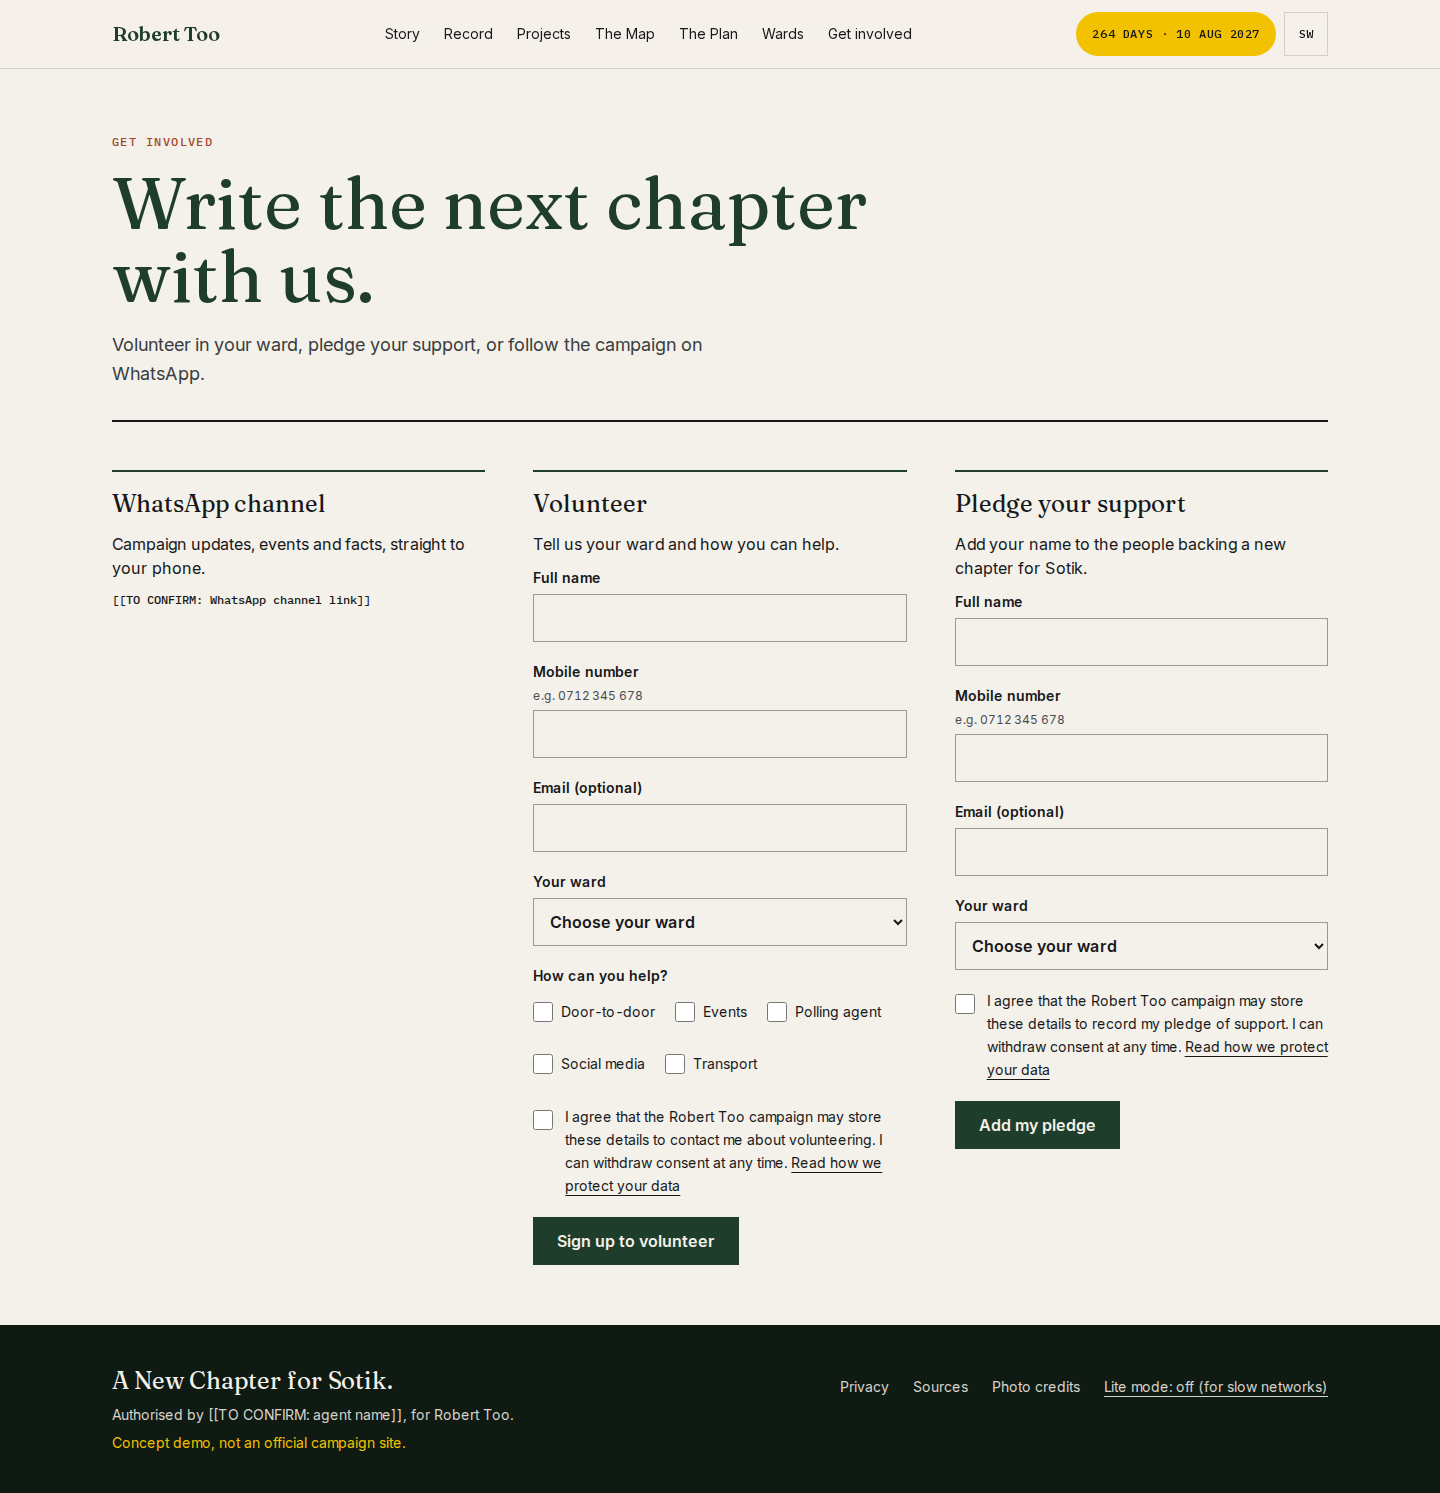 Robert Too
Story Record Projects The Map The Plan Wards Get involved
264 DAYS · 10 AUG 2027
SW
GET INVOLVED
Write the next chapter
with us.
Volunteer in your ward, pledge your support, or follow the campaign on
WhatsApp.
WhatsApp channel
Campaign updates, events and facts, straight to
your phone.
[[TO CONFIRM: WhatsApp channel link]]
Volunteer
Tell us your ward and how you can help.
Full name
Mobile number
e.g. 0712 345 678
Email (optional)
Your ward
Choose your ward
How can you help?
Door-to-door Events Polling agent
Social media Transport
I agree that the Robert Too campaign may store
these details to contact me about volunteering. I
can withdraw consent at any time. Read how we
protect your data
Sign up to volunteer
Pledge your support
Add your name to the people backing a new
chapter for Sotik.
Full name
Mobile number
e.g. 0712 345 678
Email (optional)
Your ward
Choose your ward
I agree that the Robert Too campaign may store
these details to record my pledge of support. I can
withdraw consent at any time. Read how we protect
your data
Add my pledge
A New Chapter for Sotik.
Authorised by [[TO CONFIRM: agent name]], for Robert Too.
Concept demo, not an official campaign site.
Privacy Sources Photo credits Lite mode: off (for slow networks)